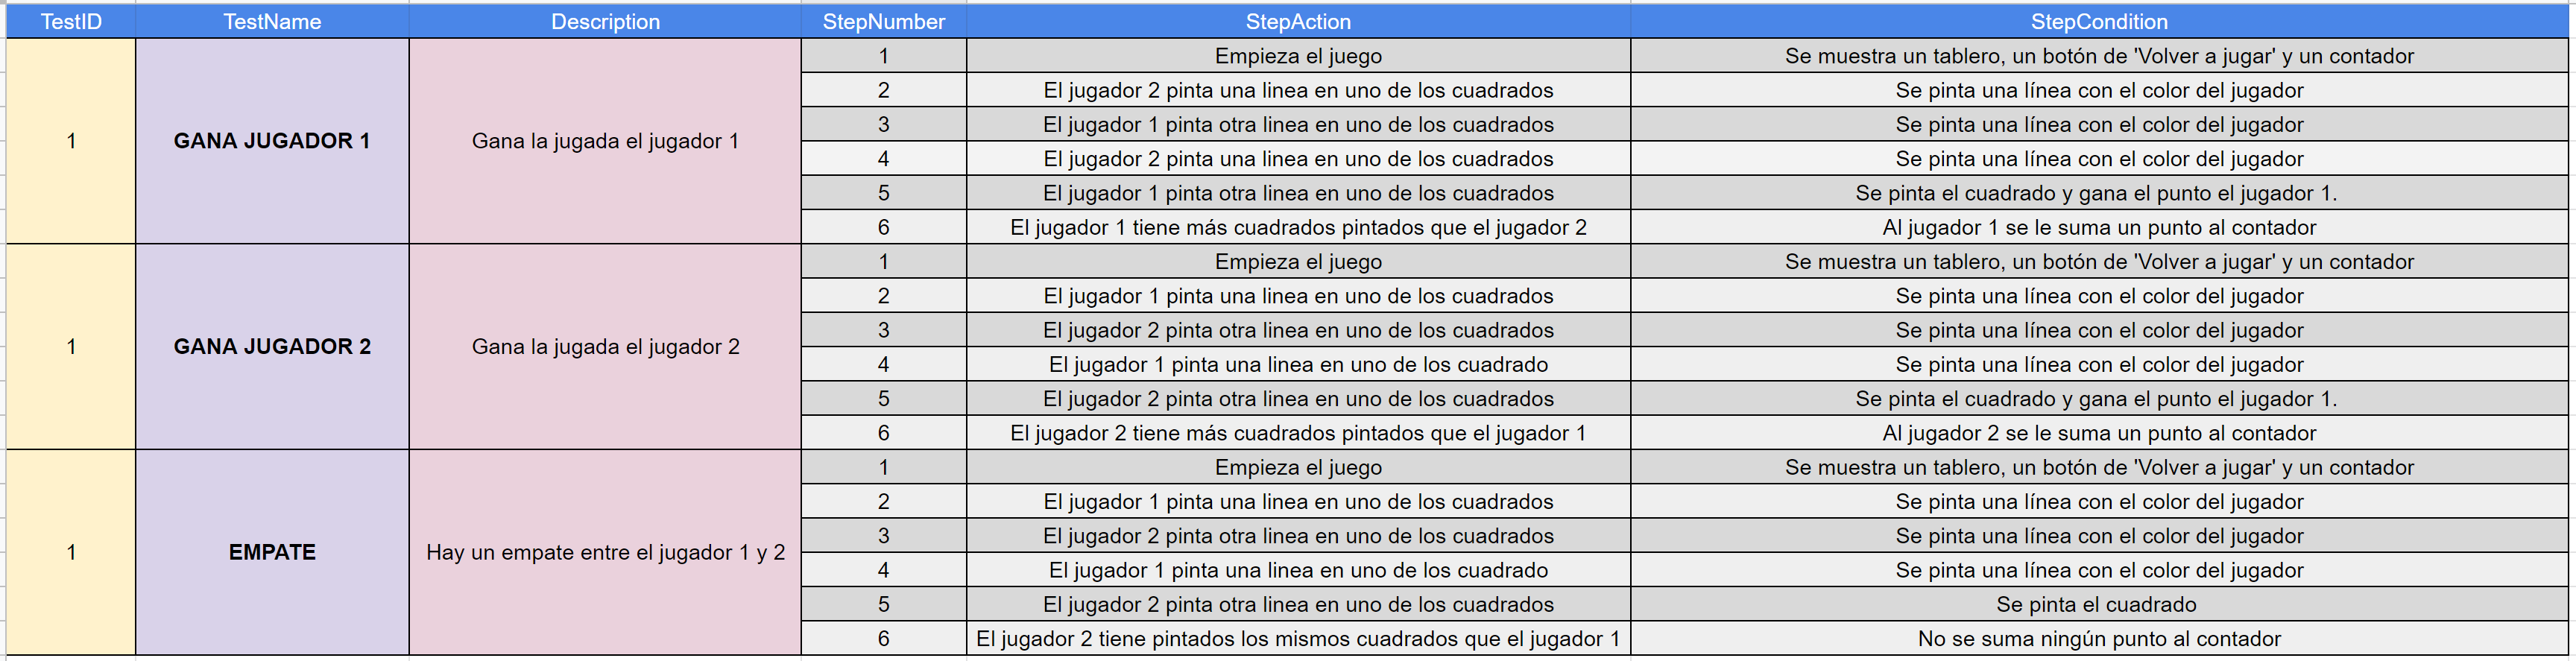 TestID TestName Description StepNumber StepAction StepCondition
1 GANA JUGADOR 1 Gana la jugada el jugador 1
1 Empieza el juego Se muestra un tablero, un botón de 'Volver a jugar' y un contador
2 El jugador 2 pinta una linea en uno de los cuadrados Se pinta una línea con el color del jugador
3 El jugador 1 pinta otra linea en uno de los cuadrados Se pinta una línea con el color del jugador
4 El jugador 2 pinta una linea en uno de los cuadrados Se pinta una línea con el color del jugador
5 El jugador 1 pinta otra linea en uno de los cuadrados Se pinta el cuadrado y gana el punto el jugador 1.
6 El jugador 1 tiene más cuadrados pintados que el jugador 2 Al jugador 1 se le suma un punto al contador
1 GANA JUGADOR 2 Gana la jugada el jugador 2
1 Empieza el juego Se muestra un tablero, un botón de 'Volver a jugar' y un contador
2 El jugador 1 pinta una linea en uno de los cuadrados Se pinta una línea con el color del jugador
3 El jugador 2 pinta otra linea en uno de los cuadrados Se pinta una línea con el color del jugador
4 El jugador 1 pinta una linea en uno de los cuadrado Se pinta una línea con el color del jugador
5 El jugador 2 pinta otra linea en uno de los cuadrados Se pinta el cuadrado y gana el punto el jugador 1.
6 El jugador 2 tiene más cuadrados pintados que el jugador 1 Al jugador 2 se le suma un punto al contador
1 EMPATE Hay un empate entre el jugador 1 y 2
1 Empieza el juego Se muestra un tablero, un botón de 'Volver a jugar' y un contador
2 El jugador 1 pinta una linea en uno de los cuadrados Se pinta una línea con el color del jugador
3 El jugador 2 pinta otra linea en uno de los cuadrados Se pinta una línea con el color del jugador
4 El jugador 1 pinta una linea en uno de los cuadrado Se pinta una línea con el color del jugador
5 El jugador 2 pinta otra linea en uno de los cuadrados Se pinta el cuadrado
6 El jugador 2 tiene pintados los mismos cuadrados que el jugador 1 No se suma ningún punto al contador